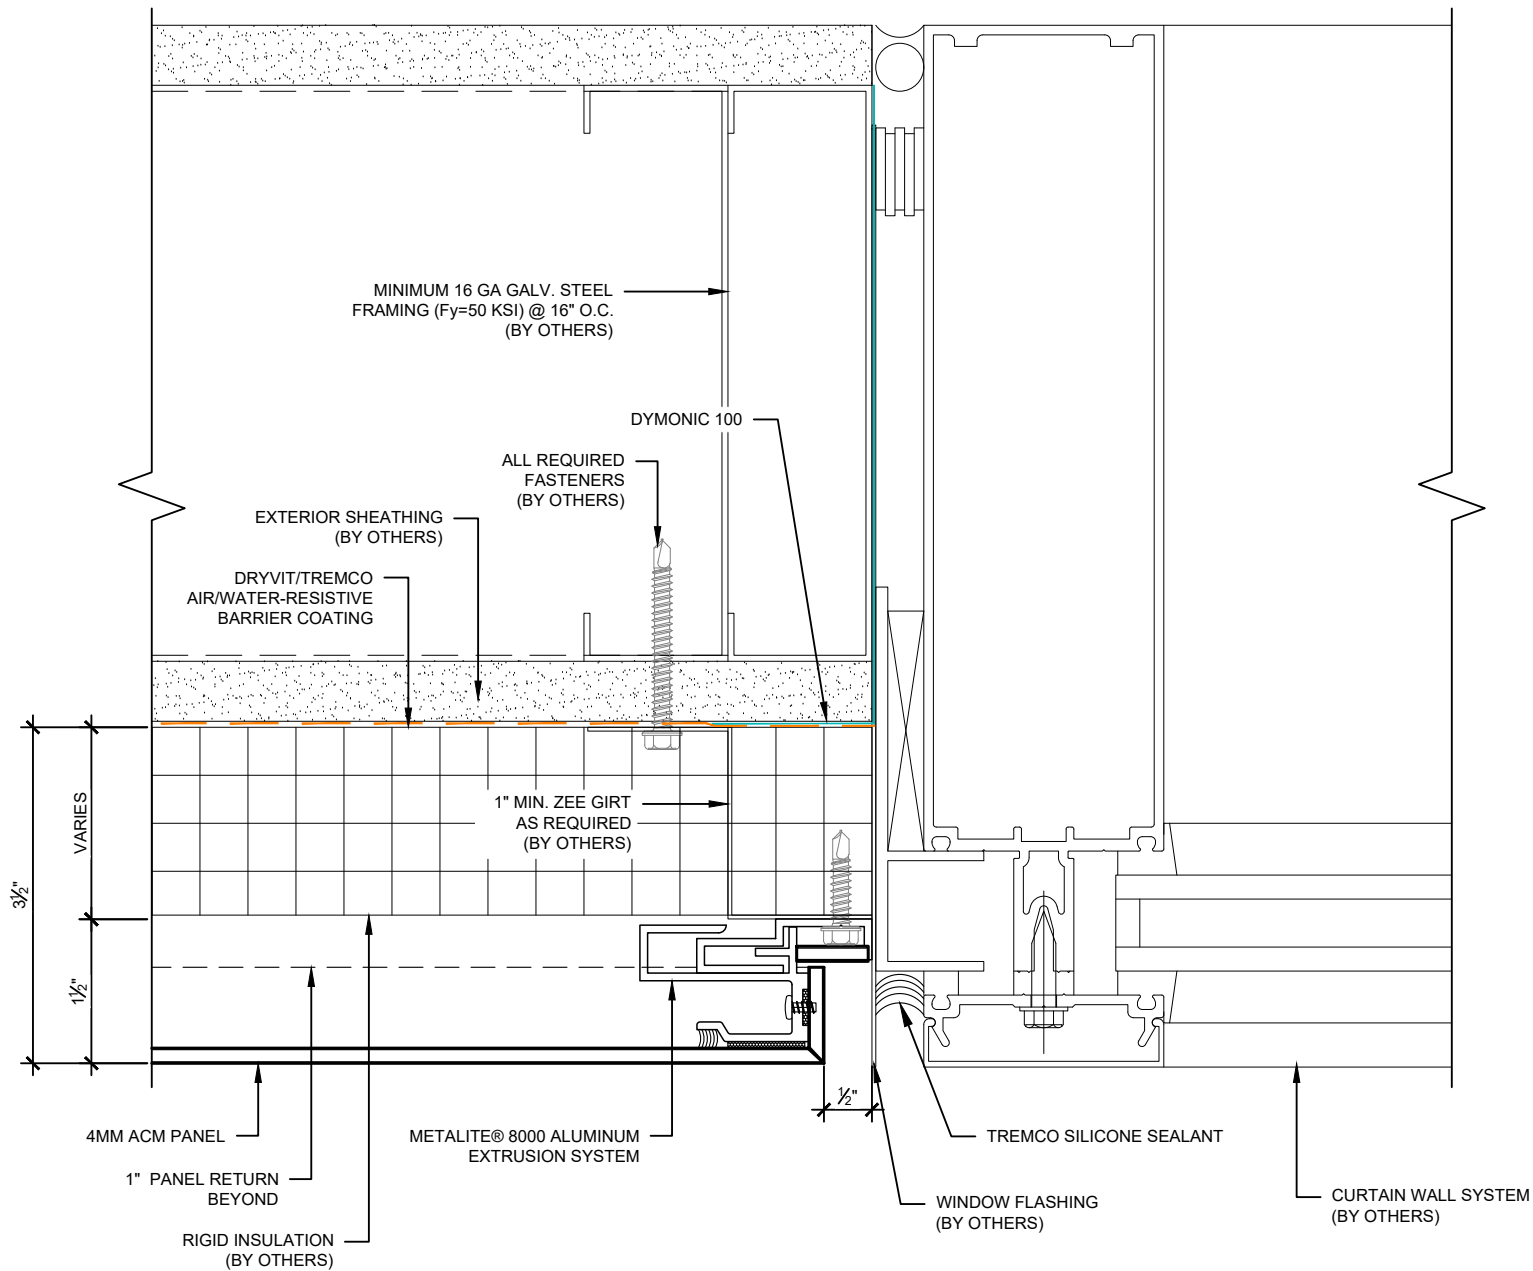 MINIMUM 16 GA GALV. STEEL
FRAMING (Fy=50 KSI) @ 16" O.C.
(BY OTHERS)
DYMONIC 100
ALL REQUIRED
FASTENERS
(BY OTHERS)
EXTERIOR SHEATHING
(BY OTHERS)
DRYVIT/TREMCO
AIR/WATER-RESISTIVE
BARRIER COATING
1" MIN. ZEE GIRT
AS REQUIRED
(BY OTHERS)
VARIES
3½"
1½"
½"
4MM ACM PANEL
1" PANEL RETURN
BEYOND
RIGID INSULATION
(BY OTHERS)
METALITE® 8000 ALUMINUM
EXTRUSION SYSTEM
TREMCO SILICONE SEALANT
WINDOW FLASHING
(BY OTHERS)
CURTAIN WALL SYSTEM
(BY OTHERS)